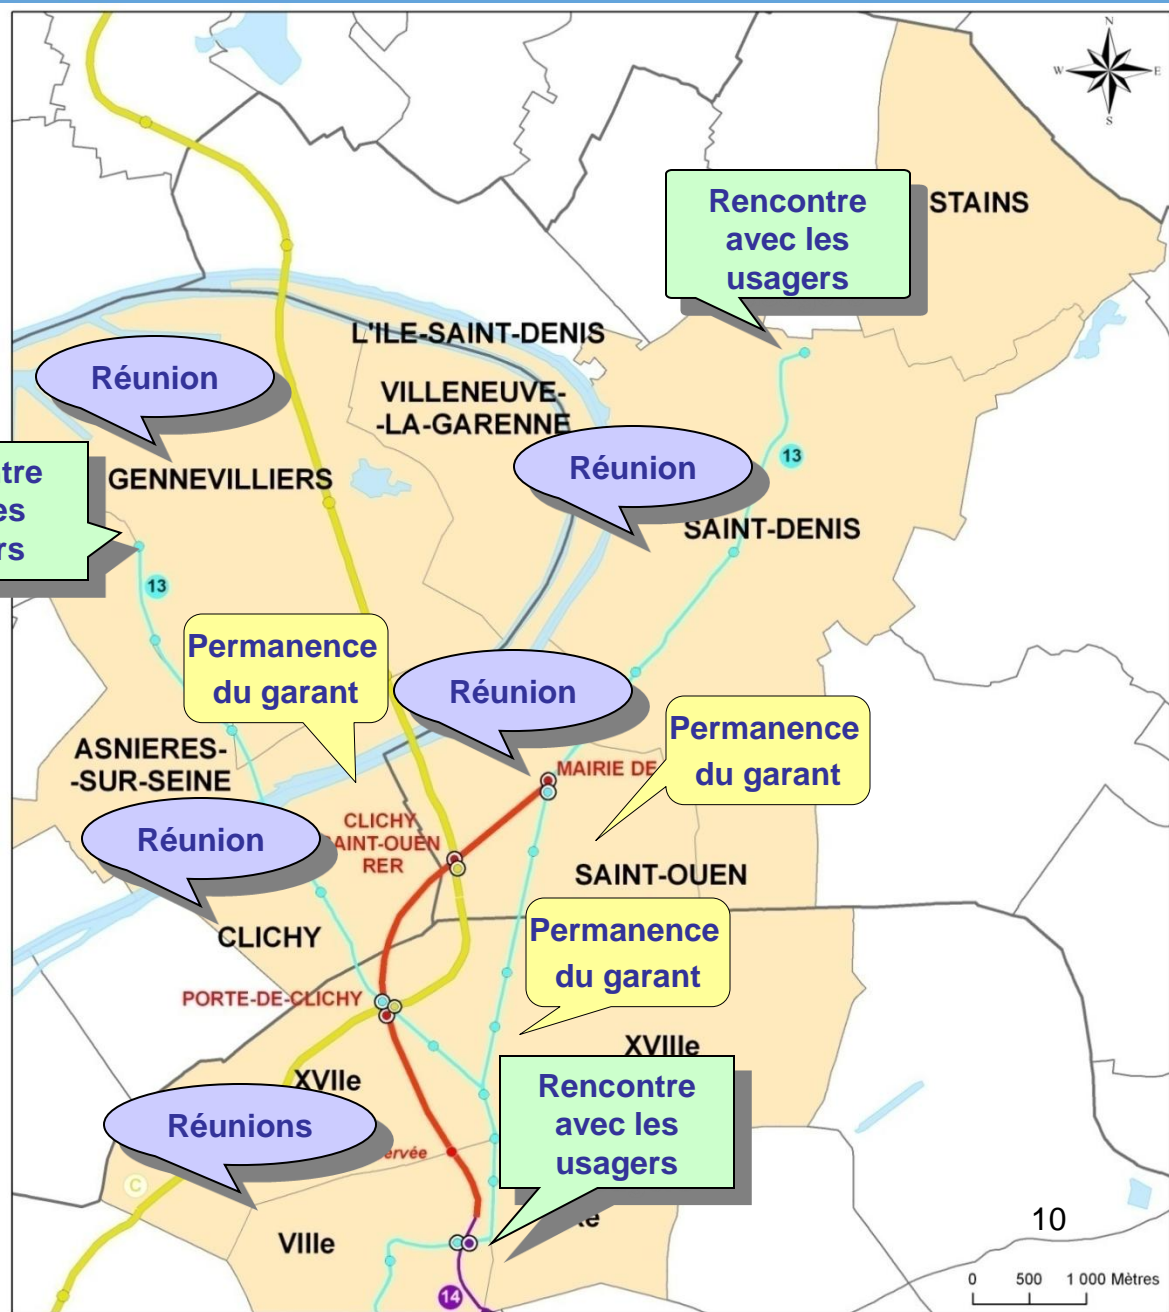 N
W
E
S
STAINS
Rencontre
avec les
usagers
L'ILE-SAINT-DENIS
Réunion
VILLENEUVE-
-LA-GARENNE
Réunion
13
GENNEVILLIERS
SAINT-DENIS
13
Permanence
du garant
Réunion
Permanence
du garant
ASNIERES-
-SUR-SEINE
MAIRIE DE
CLICHY
SAINT-OUEN
RER
Réunion
SAINT-OUEN
CLICHY
Permanence
du garant
PORTE-DE-CLICHY
XVIIIe
XVIIe
Rencontre
avec les
usagers
Réunions
C
VIIIe
10
14
0 500 1 000 Mètres